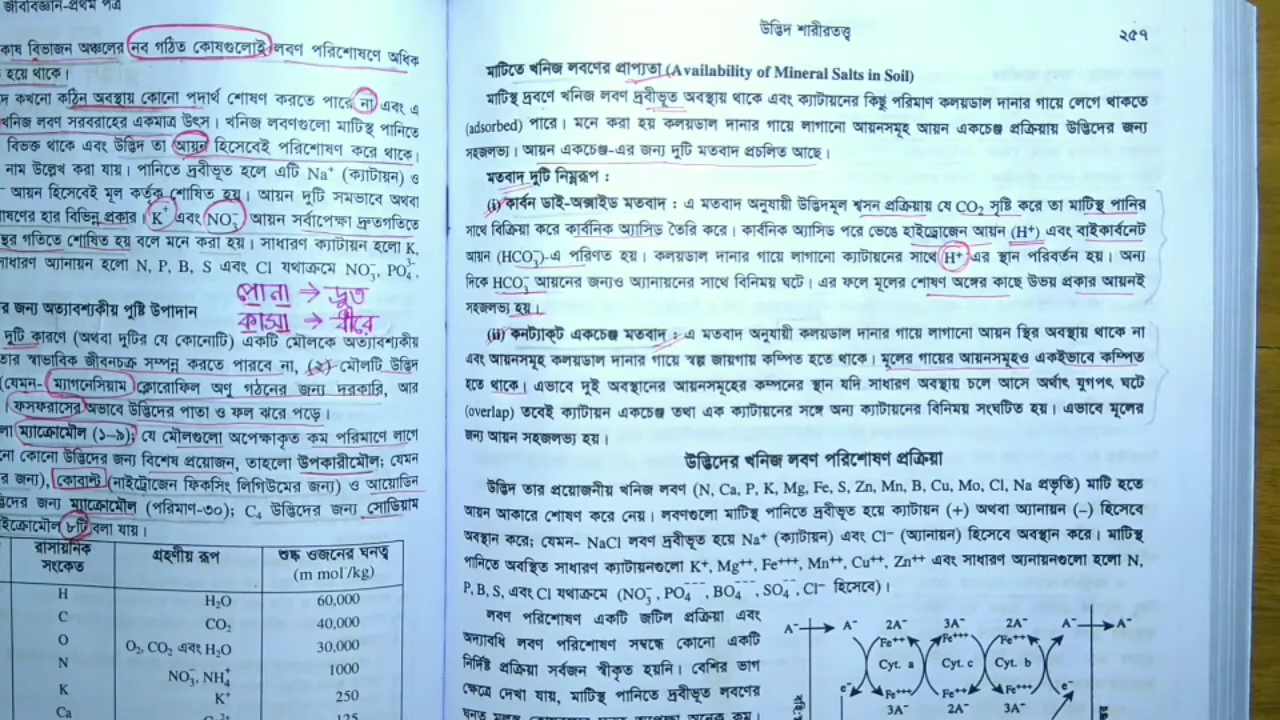 জীববিজ্ঞান-প্রথম পত্র
কোষ বিভাজন অঞ্চলের নব গঠিত কোষগুলোই লবণ পরিশোষণে অধিক
হয়ে থাকে।
কখনো কঠিন অবস্থায় কোনো পদার্থ শোষণ করতে পারে না এবং এ
খনিজ লবণ সরবরাহের একমাত্র উৎস। খনিজ লবণগুলো মাটিস্থ পানিতে
বিভক্ত থাকে এবং উদ্ভিদ তা আয়ন হিসেবেই পরিশোষণ করে থাকে।
নাম উল্লেখ করা যায়। পানিতে দ্রবীভূত হলে এটি Na⁺ (ক্যাটায়ন) ও
আয়ন হিসেবেই মূল কর্তৃক শোষিত হয়। আয়ন দুটি সমভাবে অথবা
শোষণের হার বিভিন্ন প্রকার। K⁺ এবং NO₃⁻ আয়ন সর্বাপেক্ষা দ্রুতগতিতে
গতিতে শোষিত হয় বলে মনে করা হয়। সাধারণ ক্যাটায়ন হলো K,
সাধারণ অ্যানায়ন হলো N, P, B, S এবং Cl যথাক্রমে NO₃⁻, PO₄
পোনা → দ্রুত
কাসা → ধীরে
র জন্য অত্যাবশ্যকীয় পুষ্টি উপাদান
দুটি কারণে (অথবা দুটির যে কোনোটি) একটি মৌলকে অত্যাবশ্যকীয়
তার স্বাভাবিক জীবনচক্র সম্পন্ন করতে পারবে না, (২) মৌলটি উদ্ভিদ
(যেমন- ম্যাগনেসিয়াম ক্লোরোফিল অণু গঠনের জন্য দরকারি, আর
। ফসফরাসের অভাবে উদ্ভিদের পাতা ও ফল ঝরে পড়ে।
লো ম্যাক্রোমৌল (১–৯); যে মৌলগুলো অপেক্ষাকৃত কম পরিমাণে লাগে
নো কোনো উদ্ভিদের জন্য বিশেষ প্রয়োজন, তাহলো উপকারীমৌল; যেমন
র জন্য), কোবাল্ট (নাইট্রোজেন ফিকসিং লিগিউমের জন্য) ও আয়োডিন
উদ্ভিদের জন্য ম্যাক্রোমৌল (পরিমাণ-৩০); C₄ উদ্ভিদের জন্য সোডিয়াম
মাইক্রোমৌল ৮টি বলা যায়।
রাসায়নিক সংকেত গ্রহণীয় রূপ শুষ্ক ওজনের ঘনত্ব
(m mol/kg)
H H₂O 60,000
C CO₂ 40,000
O O₂, CO₂ এবং H₂O 30,000
N NO₃⁻, NH₄⁺ 1000
K K⁺ 250
Ca 125
উদ্ভিদ শারীরতত্ত্ব ২৫৭
মাটিতে খনিজ লবণের প্রাপ্যতা (Availability of Mineral Salts in Soil)
মাটিস্থ দ্রবণে খনিজ লবণ দ্রবীভূত অবস্থায় থাকে এবং ক্যাটায়নের কিছু পরিমাণ কলয়ডাল দানার গায়ে লেগে থাকতে
(adsorbed) পারে। মনে করা হয় কলয়ডাল দানার গায়ে লাগানো আয়নসমূহ আয়ন একচেঞ্জ প্রক্রিয়ায় উদ্ভিদের জন্য
সহজলভ্য। আয়ন একচেঞ্জ-এর জন্য দুটি মতবাদ প্রচলিত আছে।
মতবাদ দুটি নিম্নরূপ :
(i) কার্বন ডাই-অক্সাইড মতবাদ : এ মতবাদ অনুযায়ী উদ্ভিদমূল শ্বসন প্রক্রিয়ায় যে CO₂ সৃষ্টি করে তা মাটিস্থ পানির
সাথে বিক্রিয়া করে কার্বনিক অ্যাসিড তৈরি করে। কার্বনিক অ্যাসিড পরে ভেঙে হাইড্রোজেন আয়ন (H⁺) এবং বাইকার্বনেট
আয়ন (HCO₃⁻)-এ পরিণত হয়। কলয়ডাল দানার গায়ে লাগানো ক্যাটায়নের সাথে H⁺ এর স্থান পরিবর্তন হয়। অন্য
দিকে HCO₃⁻ আয়নের জন্যও অ্যানায়নের সাথে বিনিময় ঘটে। এর ফলে মূলের শোষণ অঙ্গের কাছে উভয় প্রকার আয়নই
সহজলভ্য হয়।
(ii) কনট্যাক্ট একচেঞ্জ মতবাদ : এ মতবাদ অনুযায়ী কলয়ডাল দানার গায়ে লাগানো আয়ন স্থির অবস্থায় থাকে না
এবং আয়নসমূহ কলয়ডাল দানার গায়ে স্বল্প জায়গায় কম্পিত হতে থাকে। মূলের গায়ের আয়নসমূহও একইভাবে কম্পিত
হতে থাকে। এভাবে দুই অবস্থানের আয়নসমূহের কম্পনের স্থান যদি সাধারণ অবস্থায় চলে আসে অর্থাৎ যুগপৎ ঘটে
(overlap) তবেই ক্যাটায়ন একচেঞ্জ তথা এক ক্যাটায়নের সঙ্গে অন্য ক্যাটায়নের বিনিময় সংঘটিত হয়। এভাবে মূলের
জন্য আয়ন সহজলভ্য হয়।
উদ্ভিদের খনিজ লবণ পরিশোষণ প্রক্রিয়া
উদ্ভিদ তার প্রয়োজনীয় খনিজ লবণ (N, Ca, P, K, Mg, Fe, S, Zn, Mn, B, Cu, Mo, Cl, Na প্রভৃতি) মাটি হতে
আয়ন আকারে শোষণ করে নেয়। লবণগুলো মাটিস্থ পানিতে দ্রবীভূত হয়ে ক্যাটায়ন (+) অথবা অ্যানায়ন (–) হিসেবে
অবস্থান করে; যেমন- NaCl লবণ দ্রবীভূত হয়ে Na⁺ (ক্যাটায়ন) এবং Cl⁻ (অ্যানায়ন) হিসেবে অবস্থান করে। মাটিস্থ
পানিতে অবস্থিত সাধারণ ক্যাটায়নগুলো হলো K⁺, Mg⁺⁺, Fe⁺⁺⁺, Mn⁺⁺, Cu⁺⁺, Zn⁺⁺ এবং সাধারণ অ্যানায়নগুলো হলো N,
P, B, S, এবং Cl যথাক্রমে (NO₃⁻, PO₄⁻⁻⁻, BO₄⁻⁻⁻, SO₄⁻⁻, Cl⁻ হিসেবে)।
লবণ পরিশোষণ একটি জটিল প্রক্রিয়া এবং
অদ্যাবধি লবণ পরিশোষণ সম্বন্ধে কোনো একটি
নির্দিষ্ট প্রক্রিয়া সর্বজন স্বীকৃত হয়নি। বেশির ভাগ
ক্ষেত্রে দেখা যায়, মাটিস্থ পানিতে দ্রবীভূত লবণের
A⁻ A⁻ 2A⁻ 3A⁻ 2A⁻ A⁻ A⁻
Fe⁺⁺ Fe⁺⁺⁺ Fe⁺⁺
Cyt. a Cyt. c Cyt. b
e⁻ Fe⁺⁺⁺ Fe⁺⁺ Fe⁺⁺⁺ e⁻
3A⁻ 2A⁻ 3A⁻